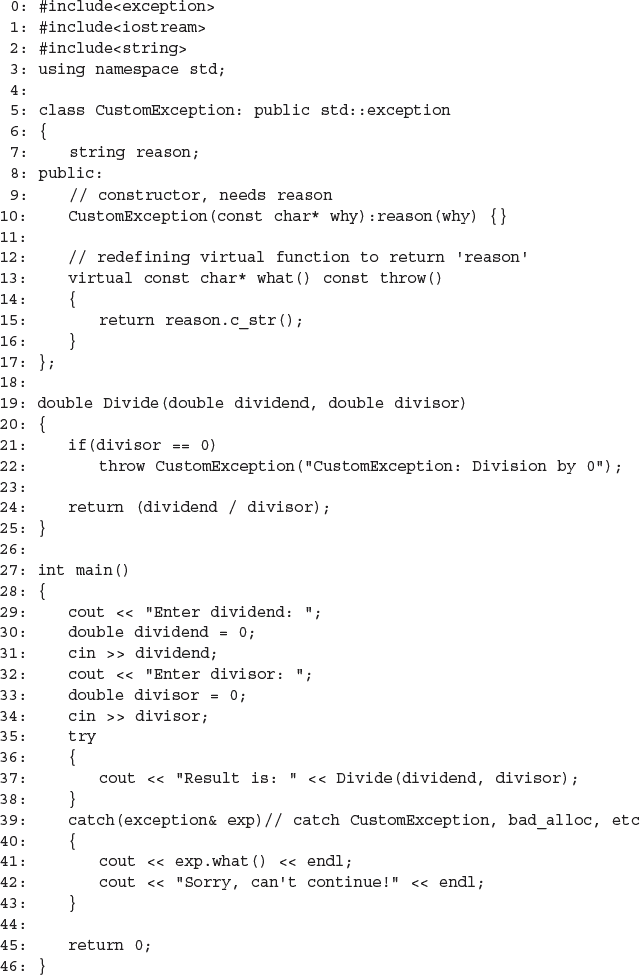 0: #include<exception>
1: #include<iostream>
2: #include<string>
3: using namespace std;
4:
5: class CustomException: public std::exception
6: {
7:    string reason;
8: public:
9:    // constructor, needs reason
10:    CustomException(const char* why):reason(why) {}
11:
12:    // redefining virtual function to return 'reason'
13:    virtual const char* what() const throw()
14:    {
15:       return reason.c_str();
16:    }
17: };
18:
19: double Divide(double dividend, double divisor)
20: {
21:    if(divisor == 0)
22:       throw CustomException("CustomException: Division by 0");
23:
24:    return (dividend / divisor);
25: }
26:
27: int main()
28: {
29:    cout << "Enter dividend: ";
30:    double dividend = 0;
31:    cin >> dividend;
32:    cout << "Enter divisor: ";
33:    double divisor = 0;
34:    cin >> divisor;
35:    try
36:    {
37:       cout << "Result is: " << Divide(dividend, divisor);
38:    }
39:    catch(exception& exp)// catch CustomException, bad_alloc, etc
40:    {
41:       cout << exp.what() << endl;
42:       cout << "Sorry, can't continue!" << endl;
43:    }
44:
45:    return 0;
46: }